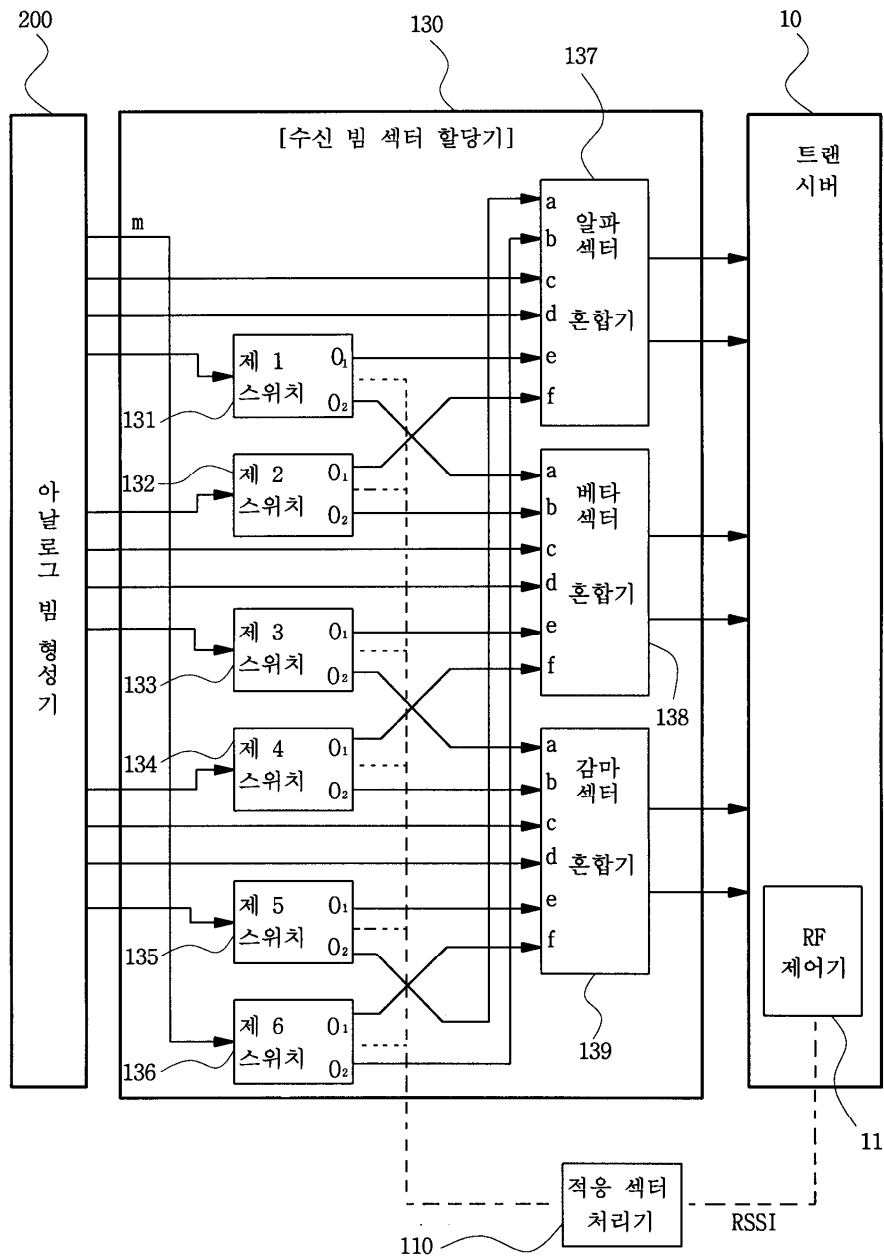 200
130
10
137
[수신 빔 섹터 할당기]
트랜
시버
m
a
b
c
d
e
f
알파
섹터
혼합기
제 1
스위치
O₁
O₂
131
제 2
스위치
O₁
O₂
132
아날로그 빔 형성기
a
b
c
d
e
f
베타
섹터
혼합기
138
제 3
스위치
O₁
O₂
133
제 4
스위치
O₁
O₂
134
a
b
c
d
e
f
감마
섹터
혼합기
139
제 5
스위치
O₁
O₂
135
제 6
스위치
O₁
O₂
136
RF
제어기
11
적응 섹터
처리기
110
RSSI